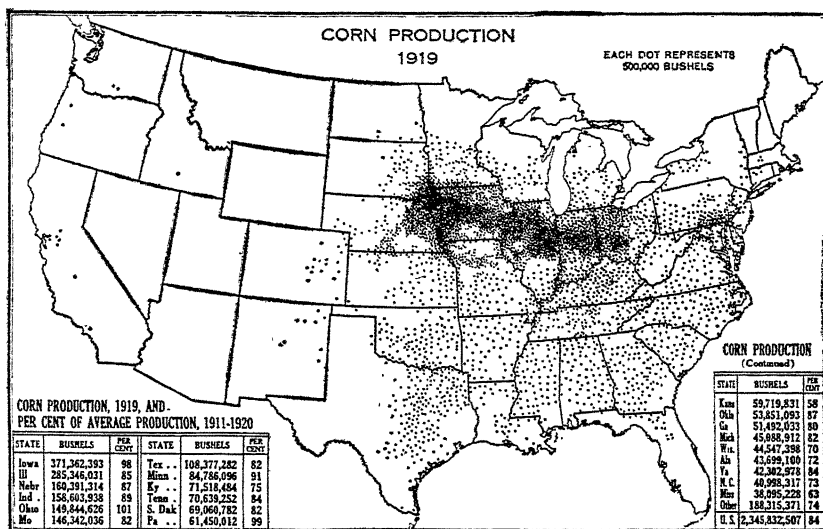 CORN PRODUCTION
1919
EACH DOT REPRESENTS
500,000 BUSHELS
CORN PRODUCTION, 1919, AND
PER CENT OF AVERAGE PRODUCTION, 1911-1920
STATE BUSHELS PER CENT STATE BUSHELS PER CENT
Iowa 371,362,393 98 Tex . . 108,377,282 82
Ill 285,346,031 85 Minn . 84,786,096 91
Nebr 160,391,314 87 Ky . . 71,518,484 75
Ind . 158,603,938 89 Tenn . 70,639,252 84
Ohio 149,844,626 101 S. Dak 69,060,782 82
Mo 146,342,036 82 Pa . . 61,450,012 99
CORN PRODUCTION
(Continued)
STATE BUSHELS PER CENT
Kans 59,719,831 58
Okla 53,851,093 87
Ga 51,492,033 80
Mich 45,088,912 82
Wis. 44,547,398 70
Ala 43,699,100 72
Va 42,302,978 84
N. C. 40,998,317 73
Miss 38,095,228 63
Other 188,315,371 74
U. S. 2,345,832,507 84